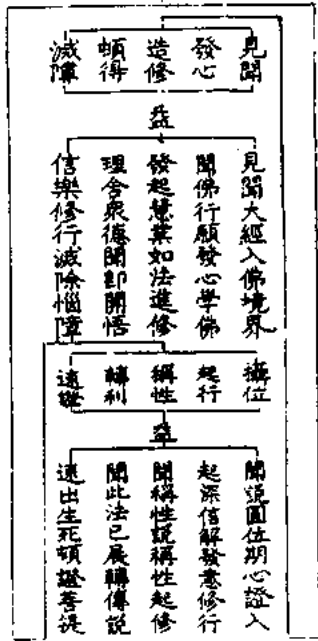 見聞
發心
造修
頓得
滅障
益
見聞大經入佛境界
聞佛行願發心學佛
發起慧業如法進修
理含眾德聞即開悟
信樂修行滅除惱障
攝位
起行
稱性
轉利
速證
益
聞說圓位期心證入
起深信解發意修行
聞稱性說稱性起修
聞此法已展轉傳說
速出生死頓證菩提